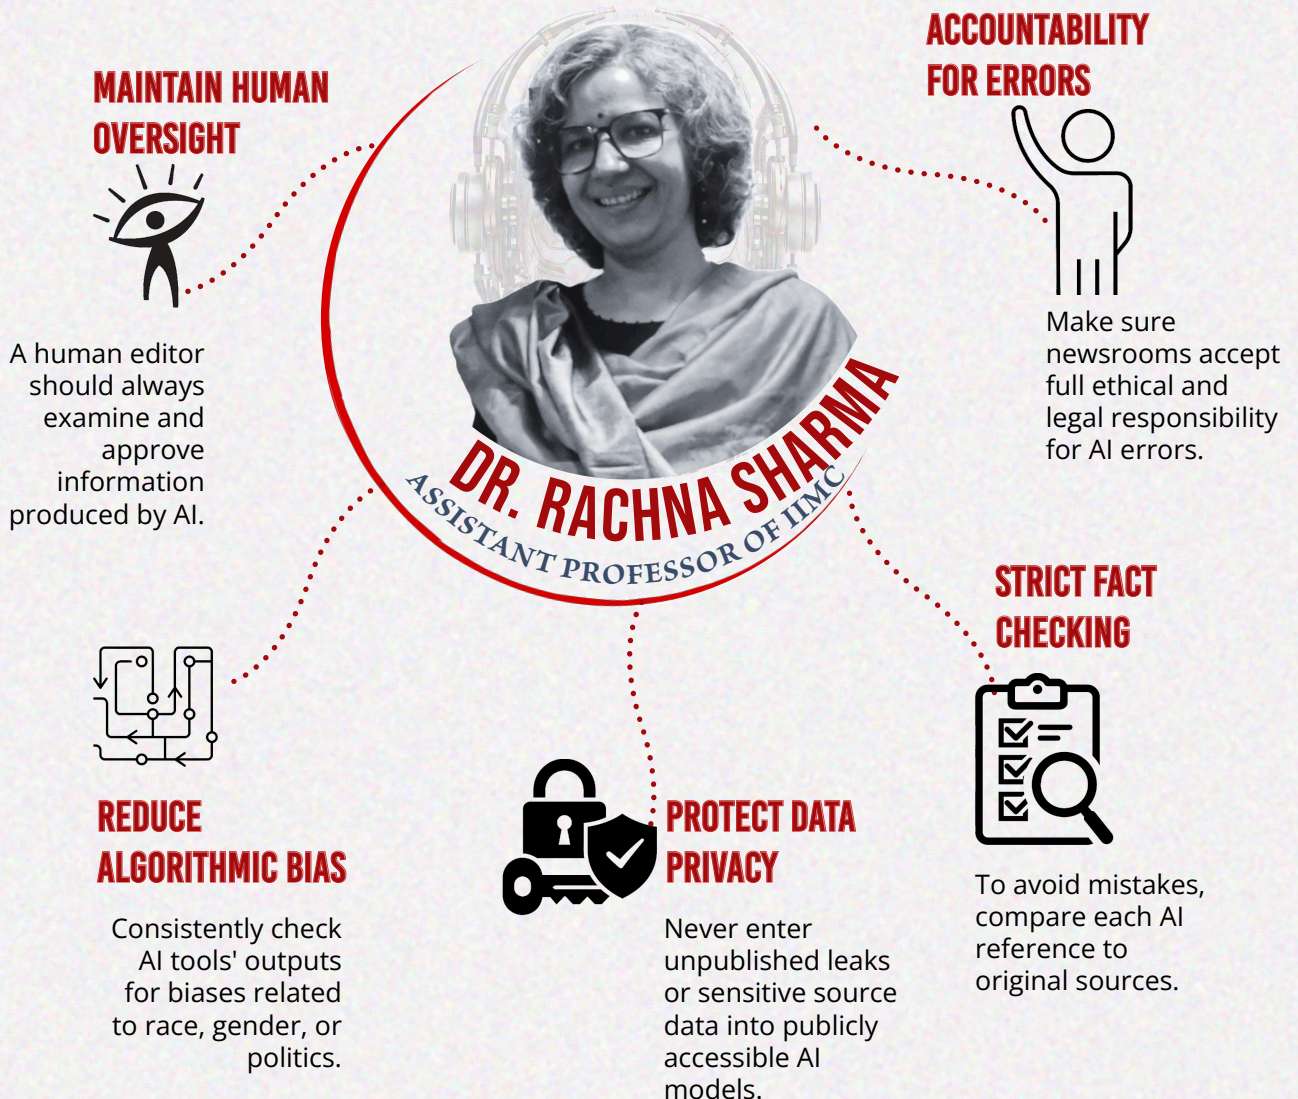 MAINTAIN HUMAN
OVERSIGHT
A human editor
should always
examine and
approve
information
produced by AI.
ACCOUNTABILITY
FOR ERRORS
Make sure
newsrooms accept
full ethical and
legal responsibility
for AI errors.
DR. RACHNA SHARMA
ASSISTANT PROFESSOR OF IIMC
REDUCE
ALGORITHMIC BIAS
Consistently check
AI tools' outputs
for biases related
to race, gender, or
politics.
PROTECT DATA
PRIVACY
Never enter
unpublished leaks
or sensitive source
data into publicly
accessible AI
models.
STRICT FACT
CHECKING
To avoid mistakes,
compare each AI
reference to
original sources.